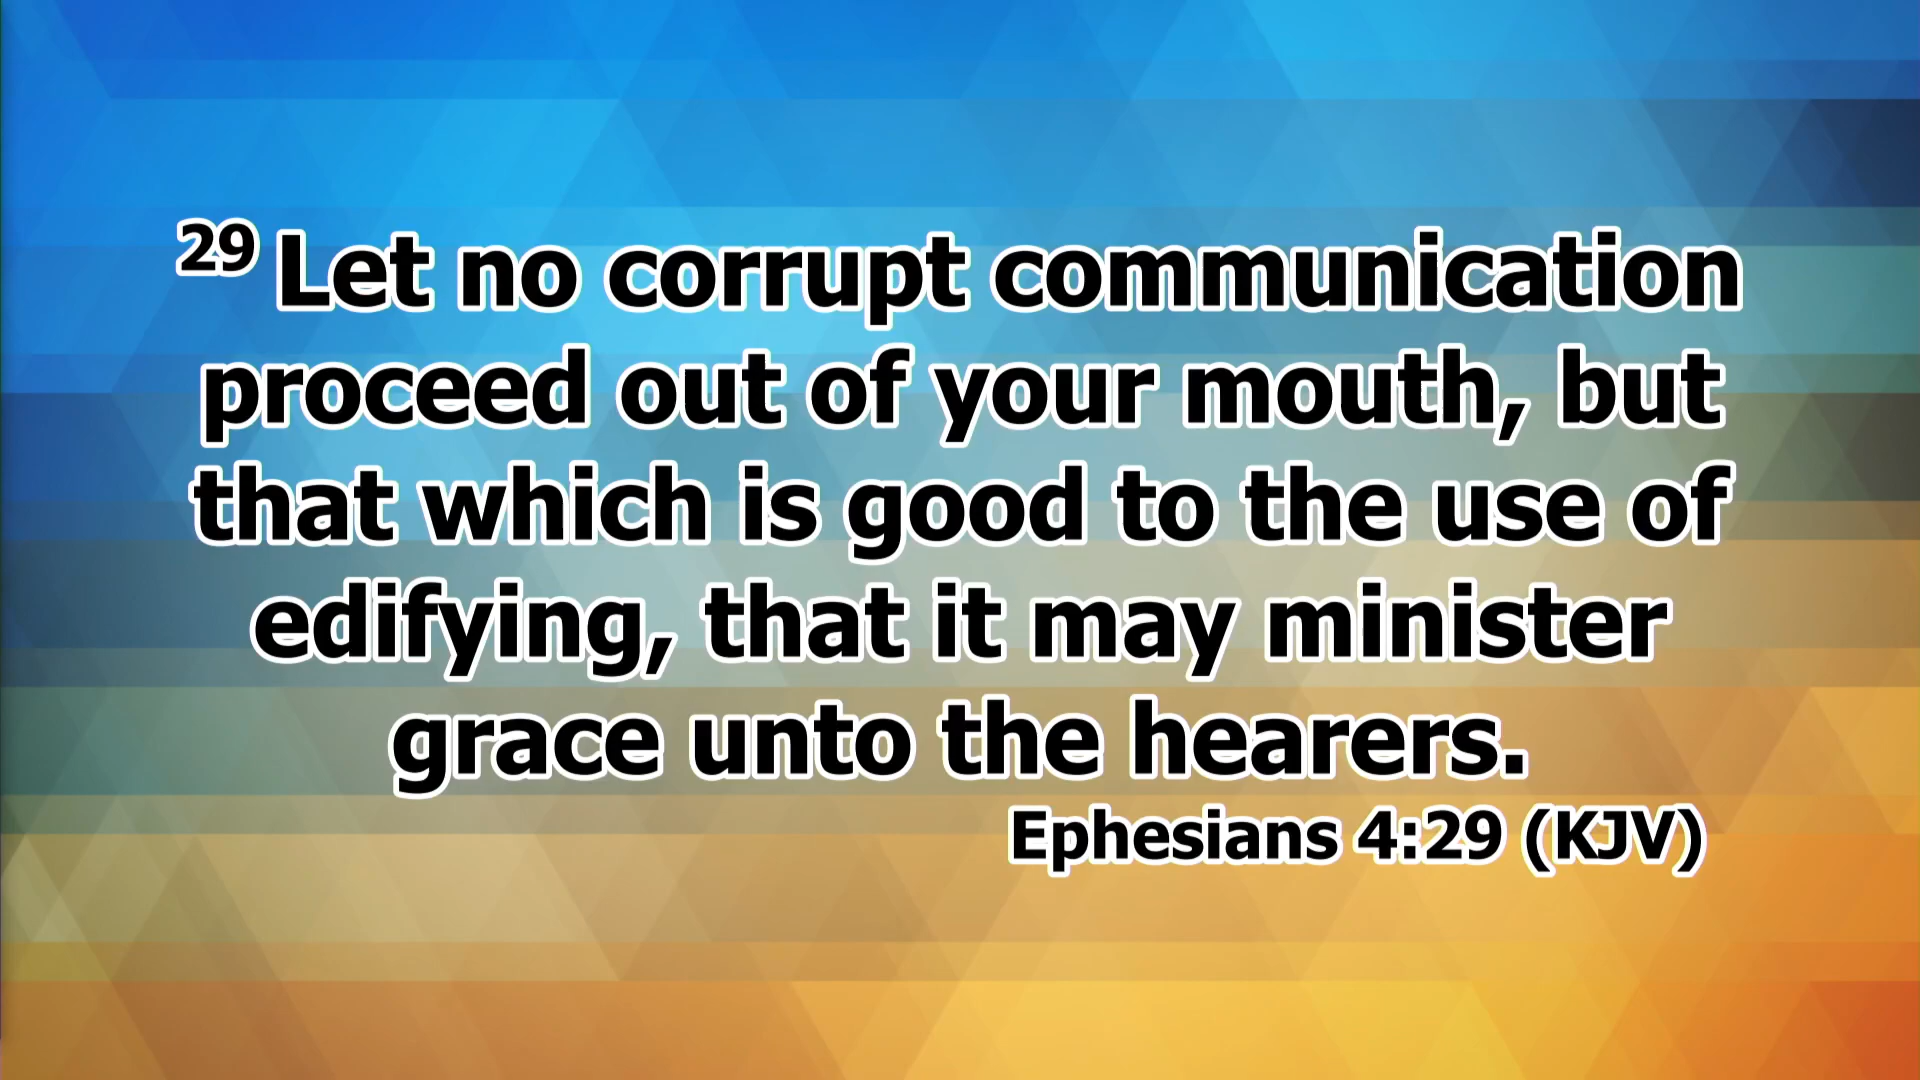 29 Let no corrupt communication
proceed out of your mouth, but
that which is good to the use of
edifying, that it may minister
grace unto the hearers.
Ephesians 4:29 (KJV)